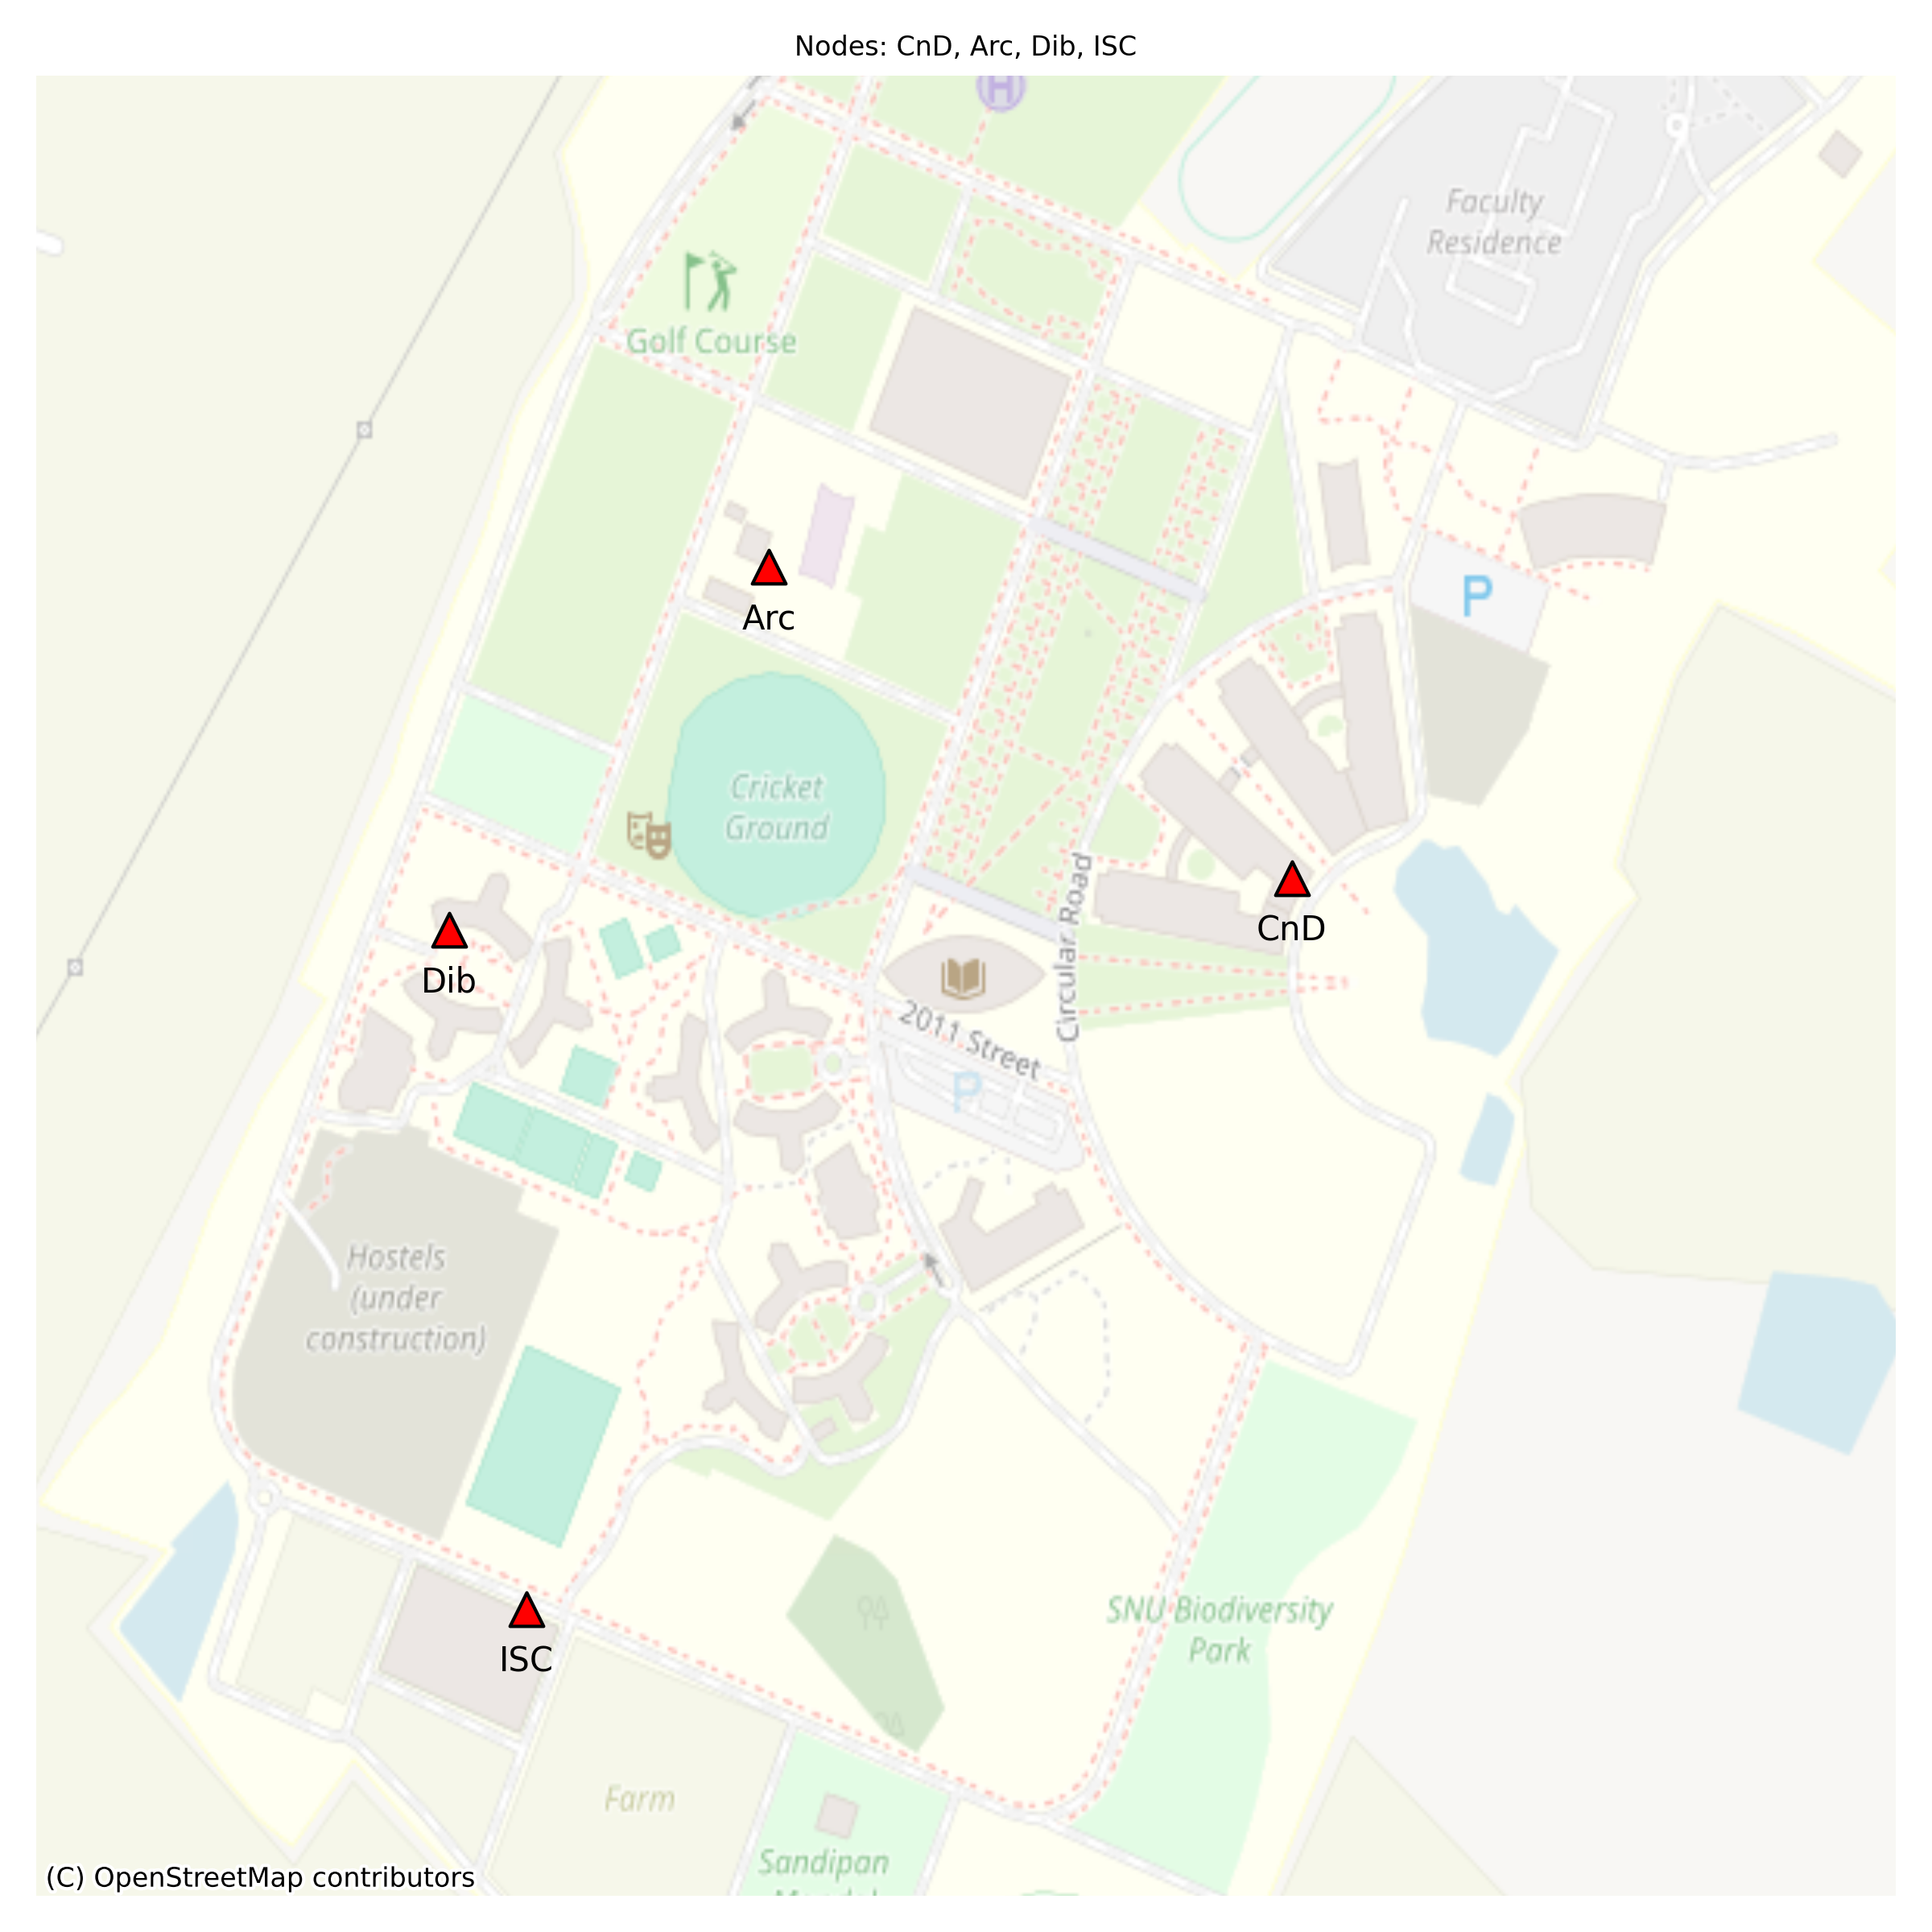 Nodes: CnD, Arc, Dib, ISC
H
Faculty
Residence
Golf Course
P
Arc
Cricket
Ground
Circular Road
CnD
Dib
2011 Street
P
Hostels
(under
construction)
ISC
SNU Biodiversity
Park
Farm
Sandipan
(C) OpenStreetMap contributors